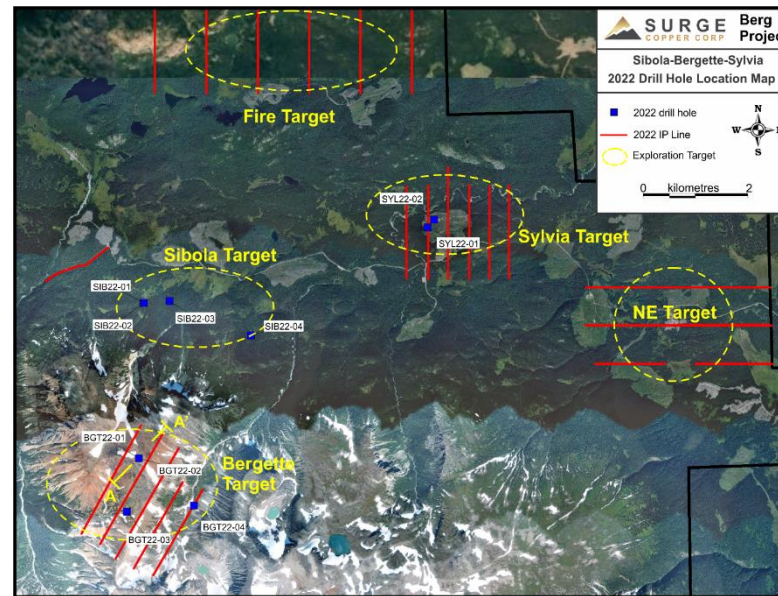 SURGE
COPPER CORP
Berg
Projec
Sibola-Bergette-Sylvia
2022 Drill Hole Location Map
2022 drill hole
2022 IP Line
Exploration Target
N
W
S
0 kilometres 2
Fire Target
SYL22-02
SYL22-01
Sylvia Target
Sibola Target
SIB22-01
SIB22-02
SIB22-03
SIB22-04
NE Target
BGT22-01
A'
BGT22-02
Bergette
Target
A
BGT22-04
BGT22-03